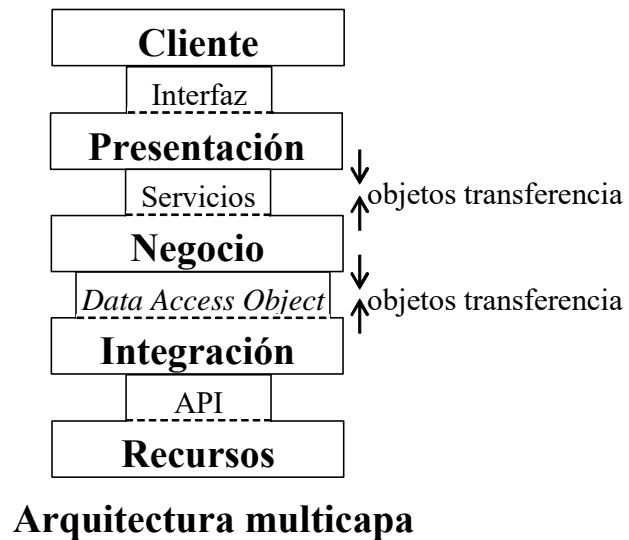 Cliente
Interfaz
Presentación
Servicios
objetos transferencia
Negocio
Data Access Object
objetos transferencia
Integración
API
Recursos
Arquitectura multicapa